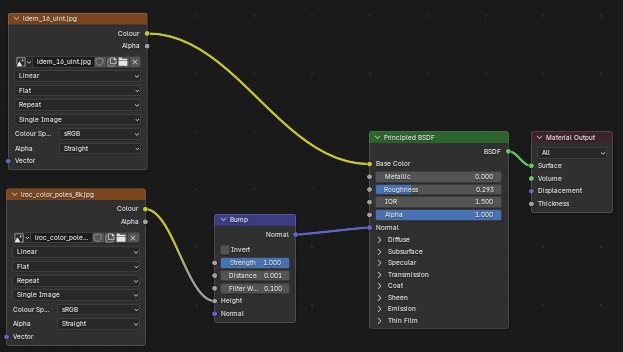 ldem_16_uint.jpg
Colour
Alpha
ldem_16_uint.jpg
Linear
Flat
Repeat
Single Image
Colour Sp... sRGB
Alpha Straight
Vector
lroc_color_poles_8k.jpg
Colour
Alpha
lroc_color_pole...
Linear
Flat
Repeat
Single Image
Colour Sp... sRGB
Alpha Straight
Vector
Bump
Normal
Invert
Strength 1.000
Distance 0.001
Filter W... 0.100
Height
Normal
Principled BSDF
BSDF
Base Color
Metallic 0.000
Roughness 0.293
IOR 1.500
Alpha 1.000
Normal
Diffuse
Subsurface
Specular
Transmission
Coat
Sheen
Emission
Thin Film
Material Output
All
Surface
Volume
Displacement
Thickness